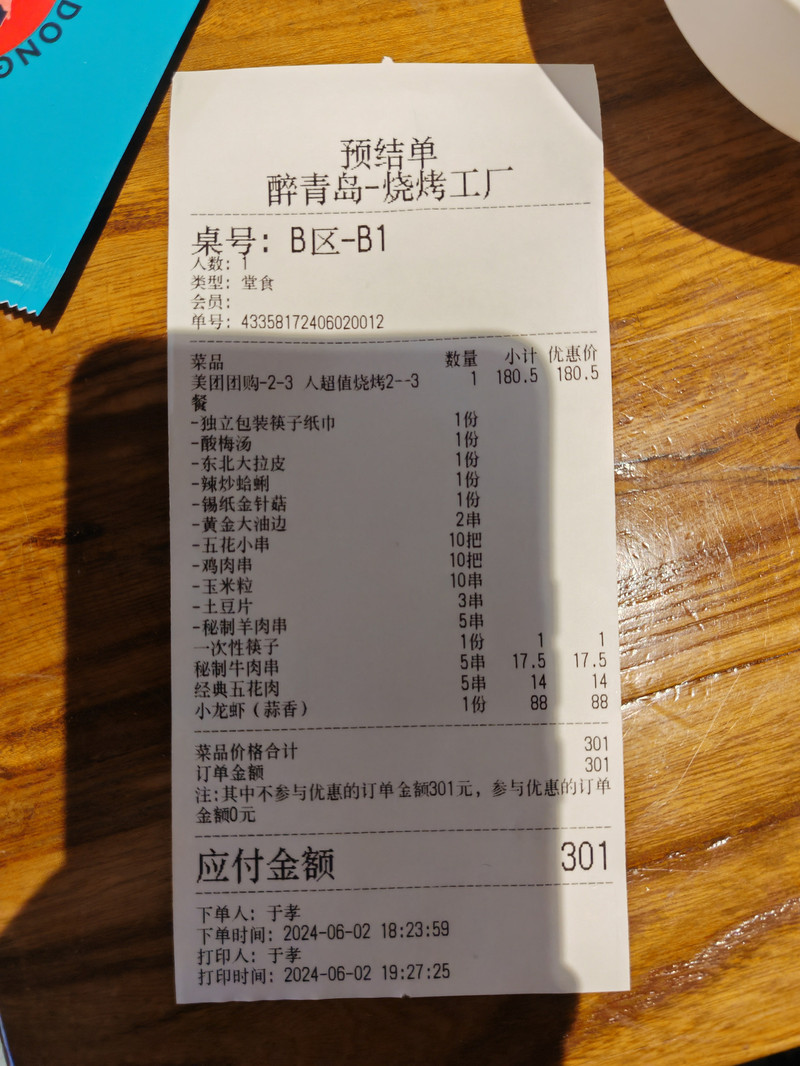 DONG
预结单
醉青岛-烧烤工厂
桌号: B区-B1
人数: 1
类型: 堂食
会员:
单号: 43358172406020012
菜品 数量 小计 优惠价
美团团购-2-3 人超值烧烤2--3 1 180.5 180.5
餐
-独立包装筷子纸巾 1份
-酸梅汤 1份
-东北大拉皮 1份
-辣炒蛤蜊 1份
-锡纸金针菇 1份
-黄金大油边 2串
-五花小串 10把
-鸡肉串 10把
-玉米粒 10串
-土豆片 3串
-秘制羊肉串 5串
一次性筷子 1份 1 1
秘制牛肉串 5串 17.5 17.5
经典五花肉 5串 14 14
小龙虾（蒜香） 1份 88 88
菜品价格合计 301
订单金额 301
注:其中不参与优惠的订单金额301元, 参与优惠的订单
金额0元
应付金额 301
下单人: 于孝
下单时间: 2024-06-02 18:23:59
打印人: 于孝
打印时间: 2024-06-02 19:27:25